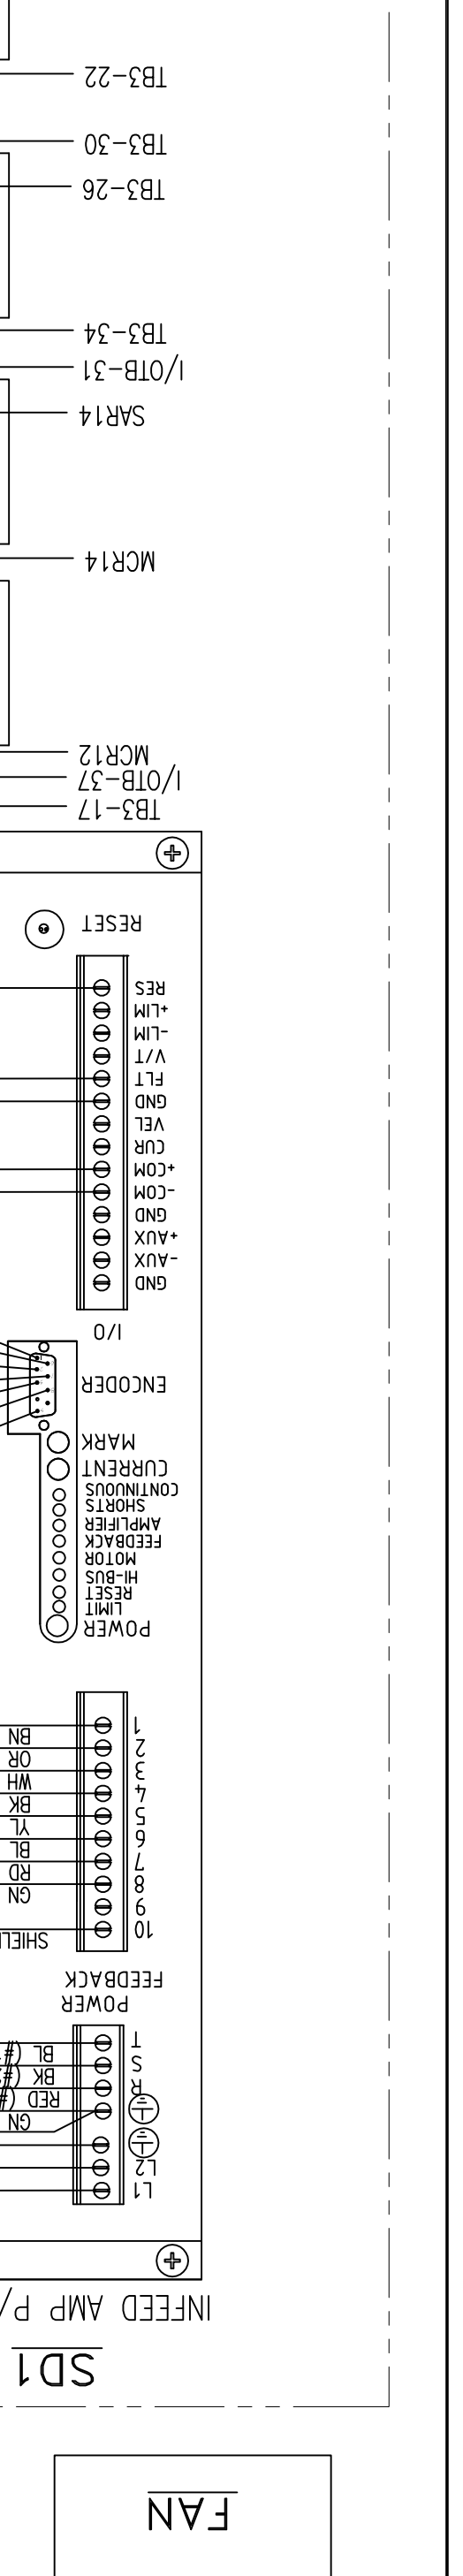 FAN
SD1
INFEED AMP P/
L1
L2
GN
R RED (#
S BK (#
T BL (#
POWER
FEEDBACK
10 SHIEL
9
8 GN
7 RD
6 BL
5 YL
4 BK
3 WH
2 OR
1 BN
POWER
LIMIT
RESET
HI-BUS
MOTOR
FEEDBACK
AMPLIFIER
SHORTS
CONTINUOUS
CURRENT
MARK
ENCODER
I/O
GND
-AUX
+AUX
GND
-COM
+COM
CUR
VEL
GND
FLT
V/T
-LIM
+LIM
RES
RESET
TB3-17
I/OTB-37
MCR12
MCR14
SAR14
I/OTB-31
TB3-34
TB3-26
TB3-30
TB3-22